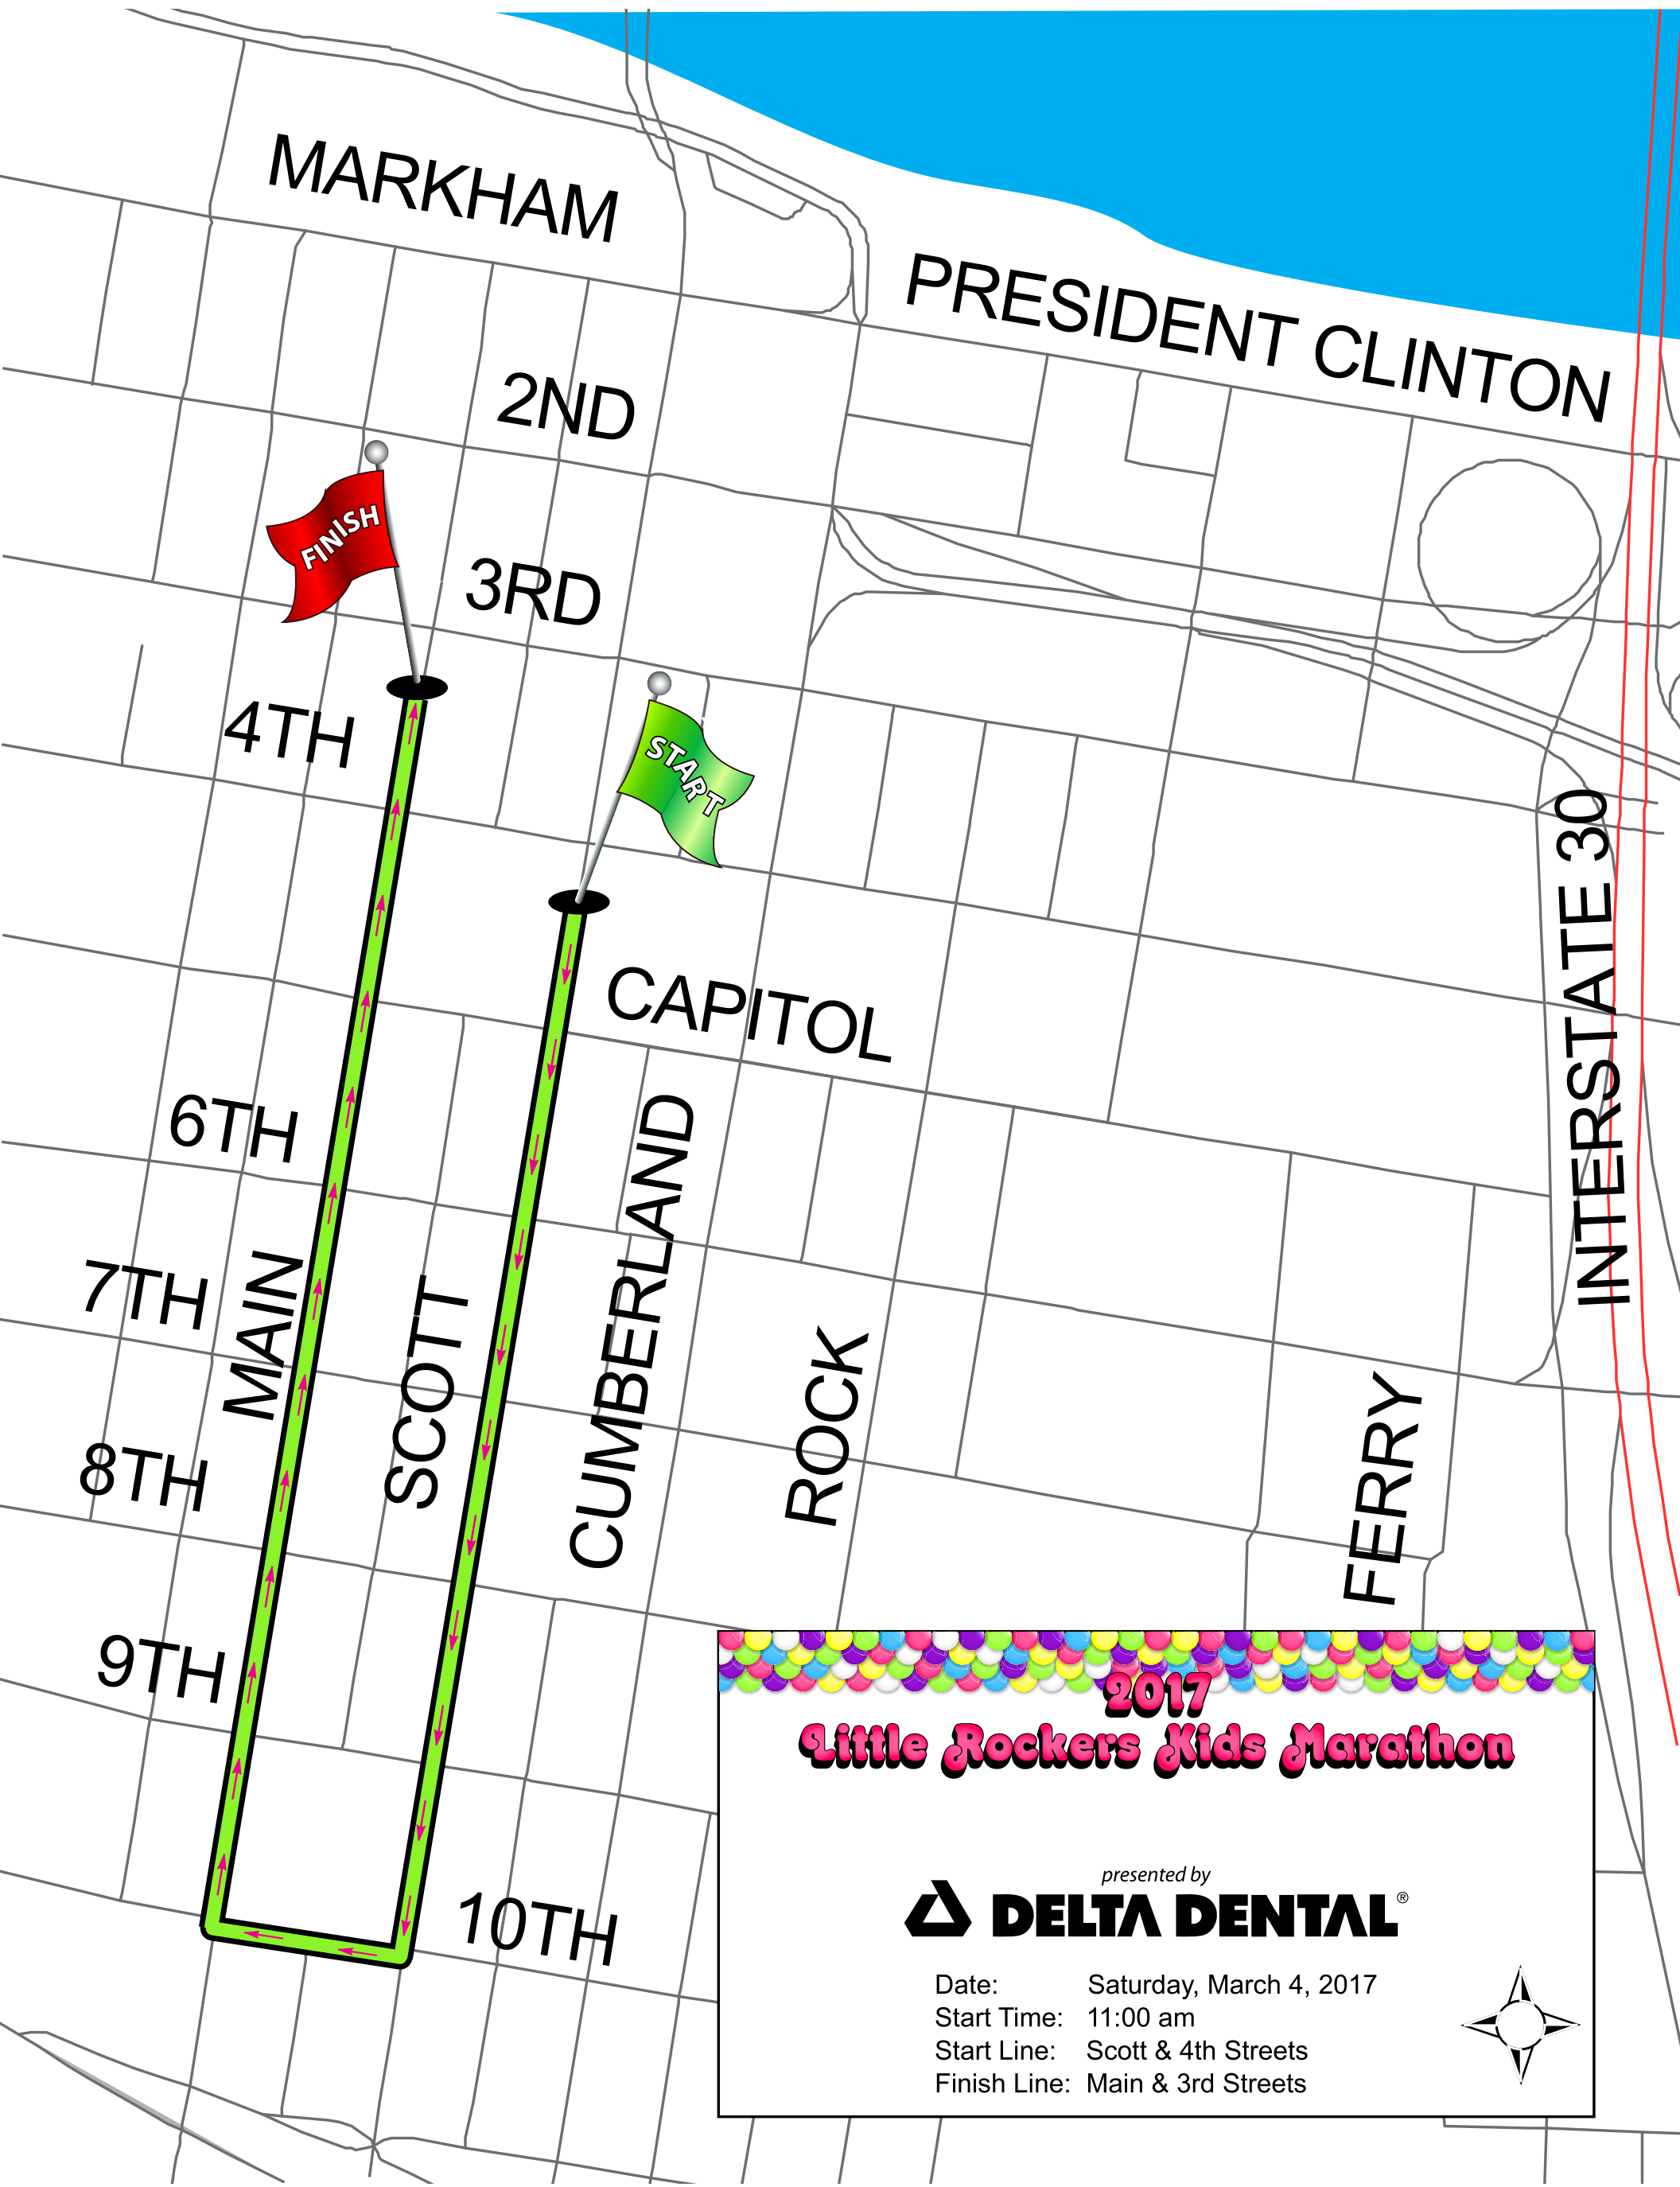 MARKHAM
PRESIDENT CLINTON
2ND
FINISH
3RD
START
4TH
INTERSTATE 30
CAPITOL
6TH
7TH
MAIN
SCOTT
CUMBERLAND
ROCK
FERRY
8TH
9TH
10TH
2017
Little Rockers Kids Marathon
presented by
DELTA DENTAL®
Date: Saturday, March 4, 2017
Start Time: 11:00 am
Start Line: Scott & 4th Streets
Finish Line: Main & 3rd Streets